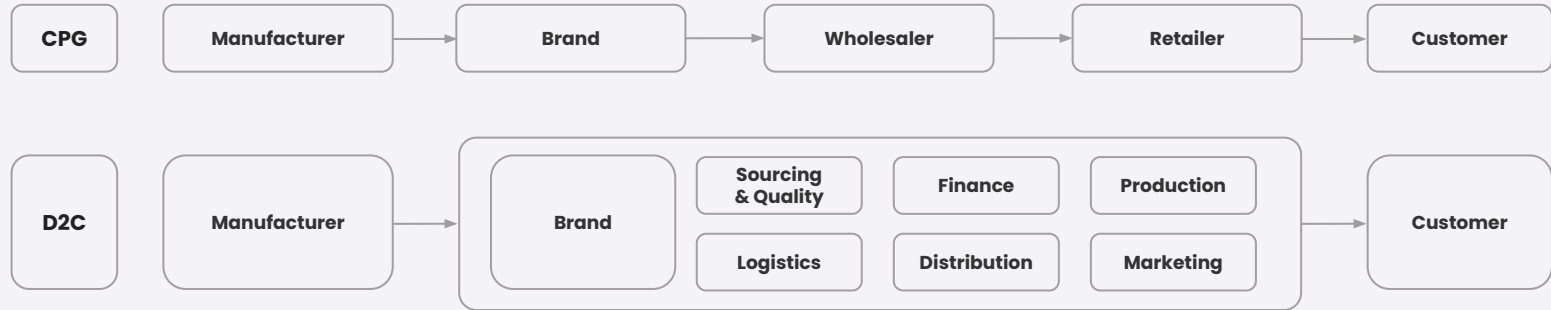 CPG
Manufacturer
Brand
Wholesaler
Retailer
Customer
D2C
Manufacturer
Brand
Sourcing
& Quality
Finance
Production
Logistics
Distribution
Marketing
Customer